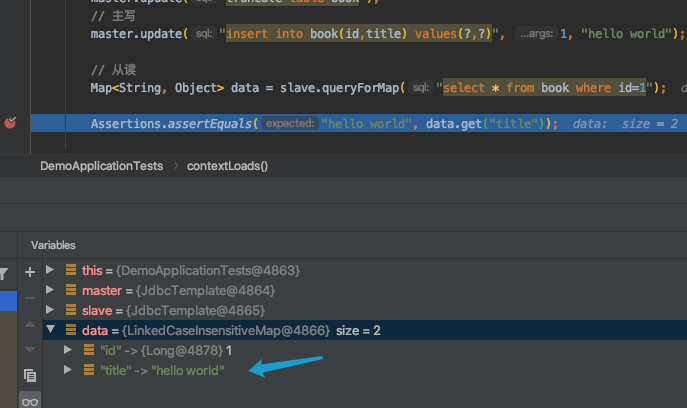 master.update( sql: "truncate table book");
// 主写
master.update( sql: "insert into book(id,title) values(?,?)", ...args: 1, "hello world");
// 从读
Map<String, Object> data = slave.queryForMap( sql: "select * from book where id=1");
Assertions.assertEquals( expected: "hello world", data.get("title")); data: size = 2
DemoApplicationTests > contextLoads()
Variables
this = {DemoApplicationTests@4863}
master = {JdbcTemplate@4864}
slave = {JdbcTemplate@4865}
data = {LinkedCaseInsensitiveMap@4866} size = 2
"id" -> {Long@4878} 1
"title" -> "hello world"